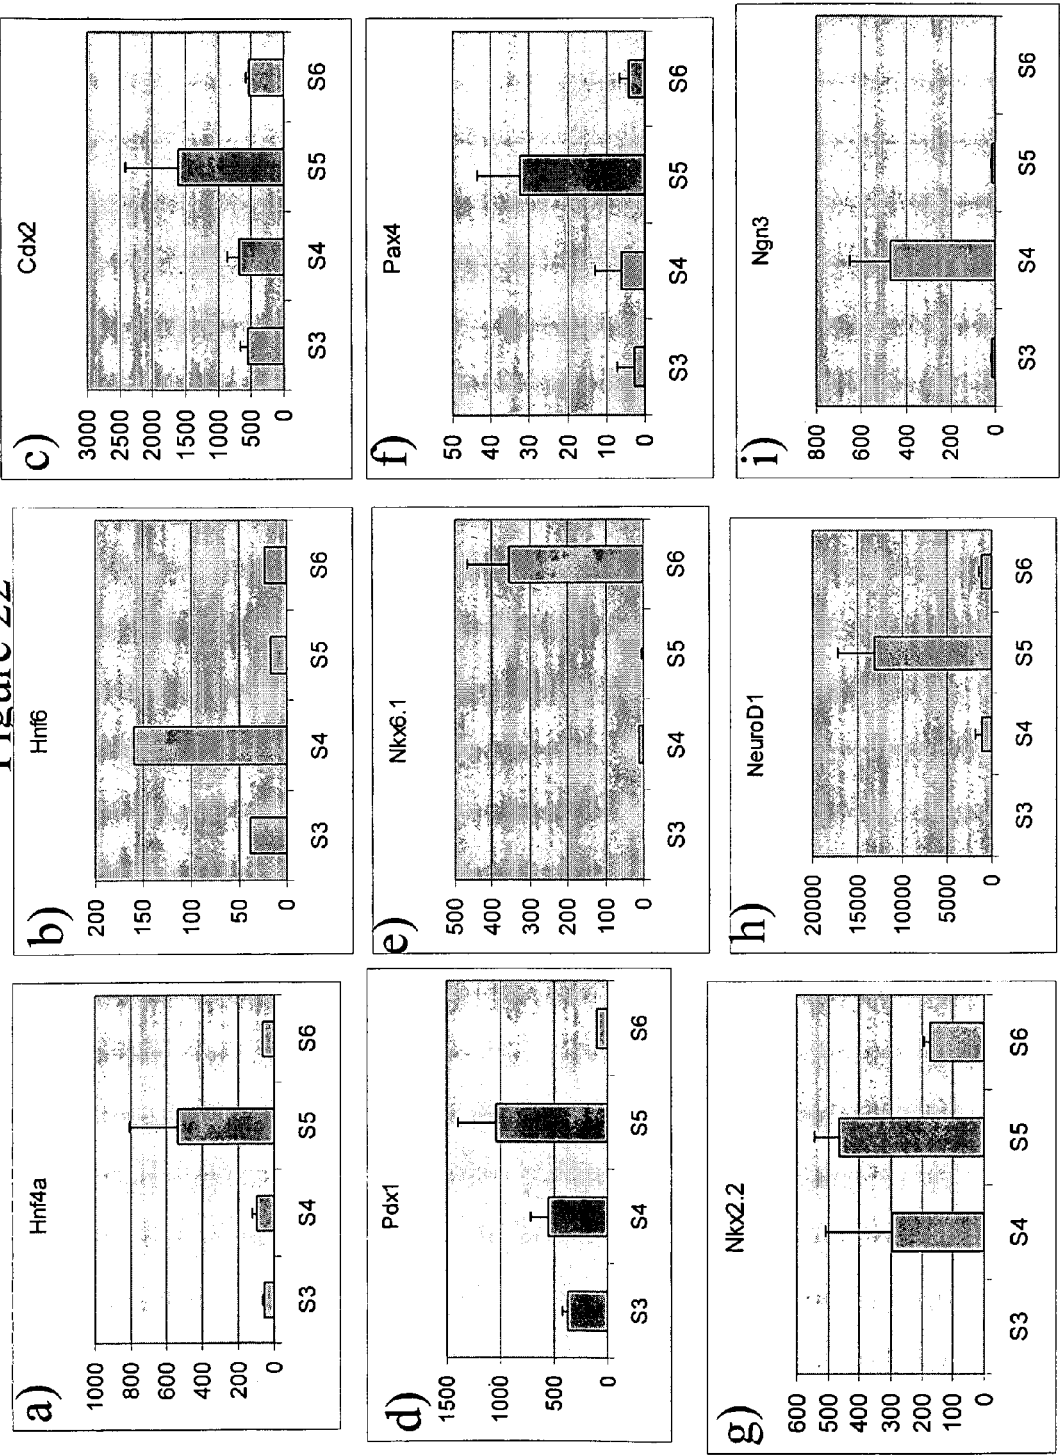 Figure 22
a)
Hnf4a
1000
800
600
400
200
0
S3 S4 S5 S6
b)
Hnf6
200
150
100
50
0
S3 S4 S5 S6
c)
Cdx2
3000
2500
2000
1500
1000
500
0
S3 S4 S5 S6
d)
Pdx1
1500
1000
500
0
S3 S4 S5 S6
e)
Nkx6.1
500
400
300
200
100
0
S3 S4 S5 S6
f)
Pax4
50
40
30
20
10
0
S3 S4 S5 S6
g)
Nkx2.2
600
500
400
300
200
100
0
S3 S4 S5 S6
h)
NeuroD1
20000
15000
10000
5000
0
S3 S4 S5 S6
i)
Ngn3
800
600
400
200
0
S3 S4 S5 S6